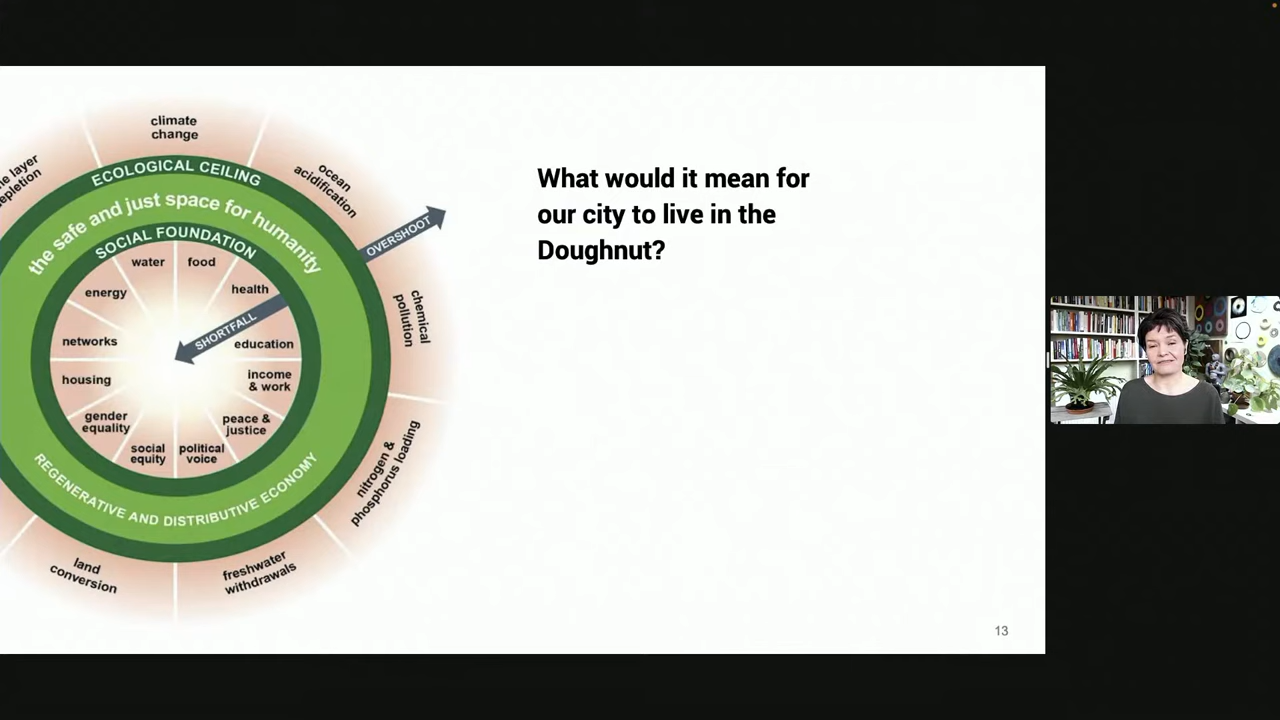 climate
change
ocean
acidification
OVERSHOOT
chemical
pollution
nitrogen &
phosphorus loading
freshwater
withdrawals
land
conversion
layer
ECOLOGICAL CEILING
the safe and just space for humanity
SOCIAL FOUNDATION
water
food
health
SHORTFALL
education
income
& work
peace &
justice
political
voice
social
equity
gender
equality
housing
networks
energy
REGENERATIVE AND DISTRIBUTIVE ECONOMY
What would it mean for
our city to live in the
Doughnut?
13